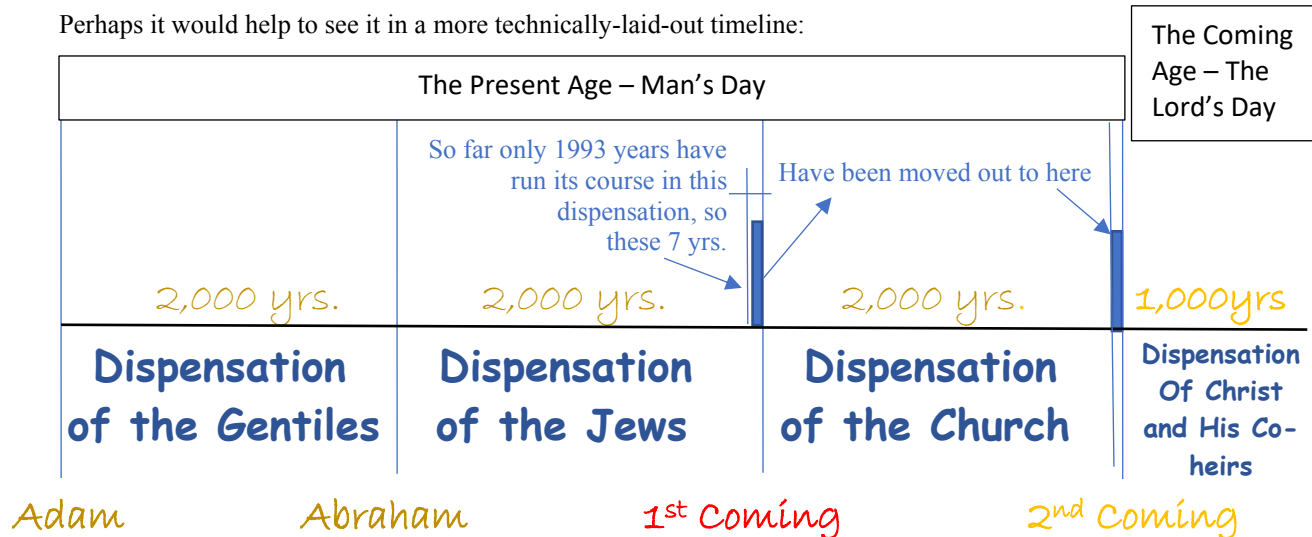 Perhaps it would help to see it in a more technically-laid-out timeline:
The Coming
Age – The
Lord's Day
The Present Age – Man's Day
So far only 1993 years have
run its course in this
dispensation, so
these 7 yrs.
Have been moved out to here
2,000 yrs.
2,000 yrs.
2,000 yrs.
1,000yrs
Dispensation
of the Gentiles
Dispensation
of the Jews
Dispensation
of the Church
Dispensation
Of Christ
and His Co-
heirs
Adam
Abraham
1st Coming
2nd Coming